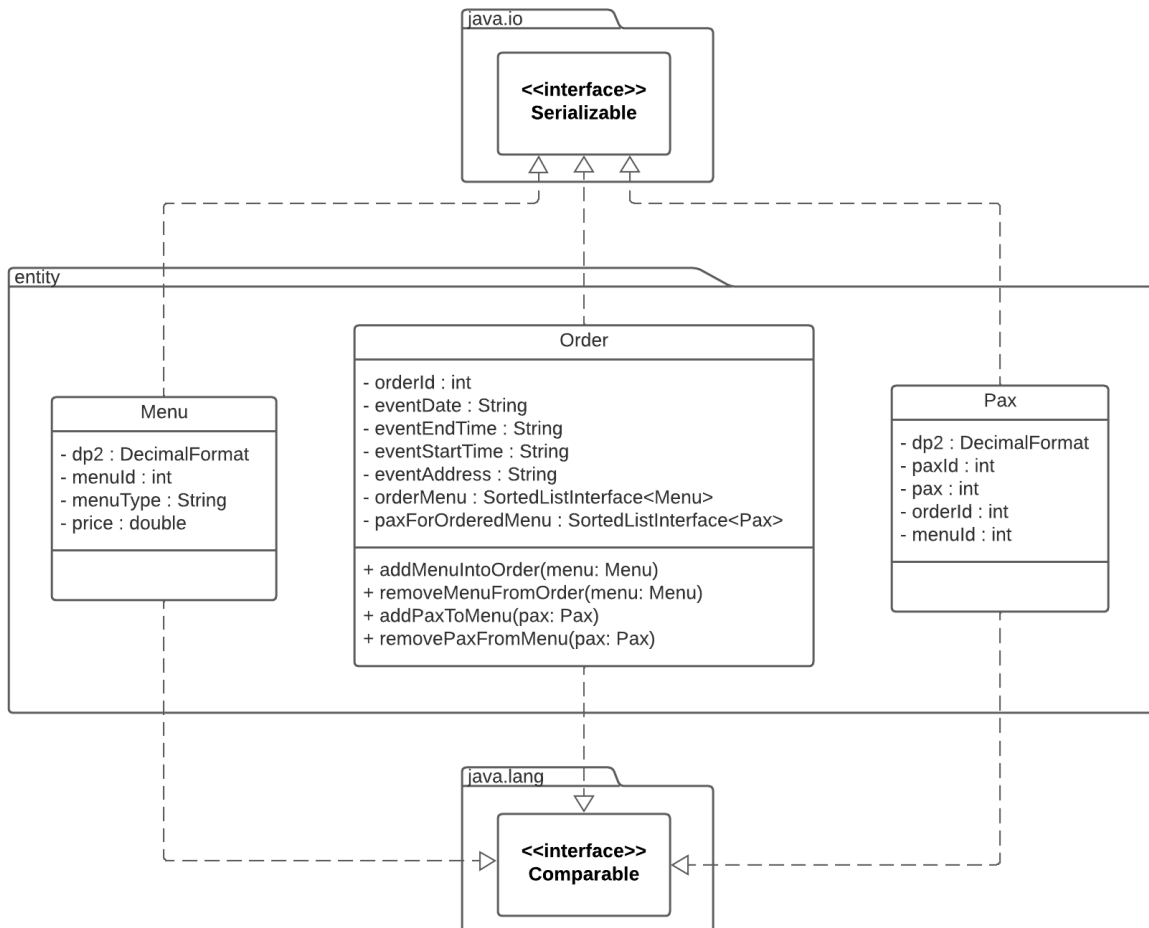 java.io
<<interface>>
Serializable
entity
Order
- orderId : int
- eventDate : String
- eventEndTime : String
- eventStartTime : String
- eventAddress : String
- orderMenu : SortedListInterface<Menu>
- paxForOrderedMenu : SortedListInterface<Pax>
+ addMenuIntoOrder(menu: Menu)
+ removeMenuFromOrder(menu: Menu)
+ addPaxToMenu(pax: Pax)
+ removePaxFromMenu(pax: Pax)
Menu
- dp2 : DecimalFormat
- menuId : int
- menuType : String
- price : double
Pax
- dp2 : DecimalFormat
- paxId : int
- pax : int
- orderId : int
- menuId : int
java.lang
<<interface>>
Comparable